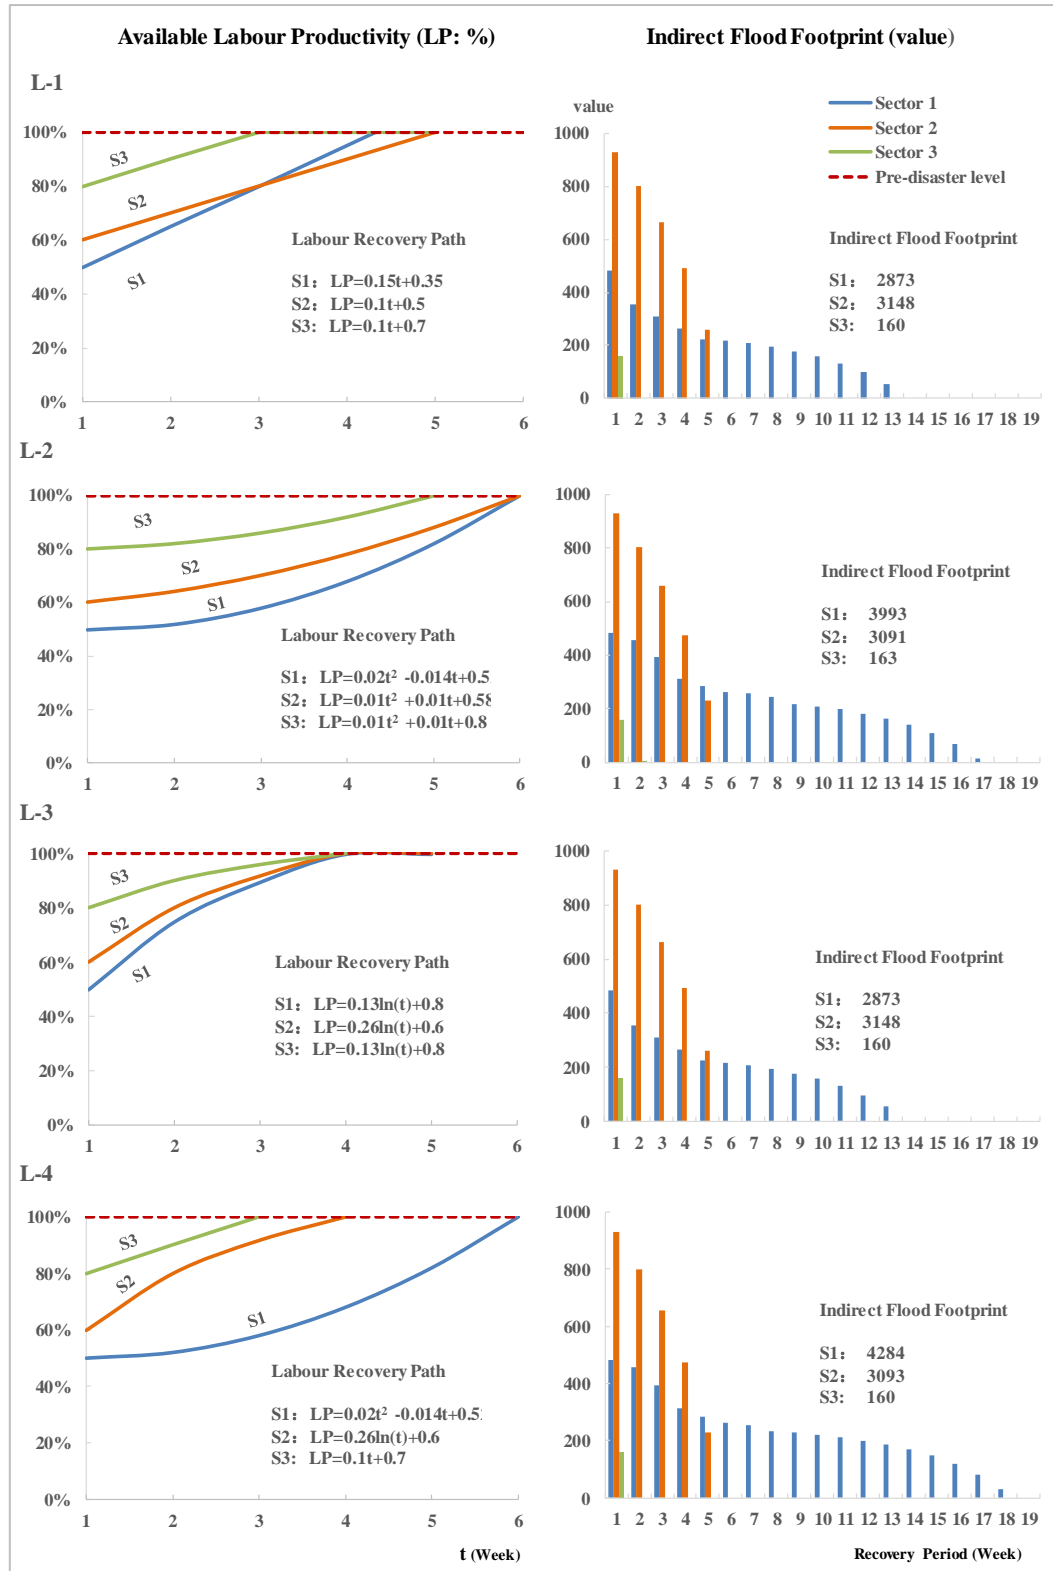 Available Labour Productivity (LP: %)
Indirect Flood Footprint (value)
L-1
100%
80%
60%
40%
20%
0%
1 2 3 4 5 6
S3
S2
S1
Labour Recovery Path
S1: LP=0.15t+0.35
S2: LP=0.1t+0.5
S3: LP=0.1t+0.7
value
1000
800
600
400
200
0
1 2 3 4 5 6 7 8 9 10 11 12 13 14 15 16 17 18 19
Sector 1
Sector 2
Sector 3
Pre-disaster level
Indirect Flood Footprint
S1: 2873
S2: 3148
S3: 160
L-2
100%
80%
60%
40%
20%
0%
1 2 3 4 5 6
S3
S2
S1
Labour Recovery Path
S1: LP=0.02t² -0.014t+0.5
S2: LP=0.01t² +0.01t+0.58
S3: LP=0.01t² +0.01t+0.8
1000
800
600
400
200
0
1 2 3 4 5 6 7 8 9 10 11 12 13 14 15 16 17 18 19
Indirect Flood Footprint
S1: 3993
S2: 3091
S3: 163
L-3
100%
80%
60%
40%
20%
0%
1 2 3 4 5 6
S3
S2
S1
Labour Recovery Path
S1: LP=0.13ln(t)+0.8
S2: LP=0.26ln(t)+0.6
S3: LP=0.13ln(t)+0.8
1000
800
600
400
200
0
1 2 3 4 5 6 7 8 9 10 11 12 13 14 15 16 17 18 19
Indirect Flood Footprint
S1: 2873
S2: 3148
S3: 160
L-4
100%
80%
60%
40%
20%
0%
1 2 3 4 5 6
S3
S2
S1
Labour Recovery Path
S1: LP=0.02t² -0.014t+0.5
S2: LP=0.26ln(t)+0.6
S3: LP=0.1t+0.7
t (Week)
1000
800
600
400
200
0
1 2 3 4 5 6 7 8 9 10 11 12 13 14 15 16 17 18 19
Indirect Flood Footprint
S1: 4284
S2: 3093
S3: 160
Recovery Period (Week)